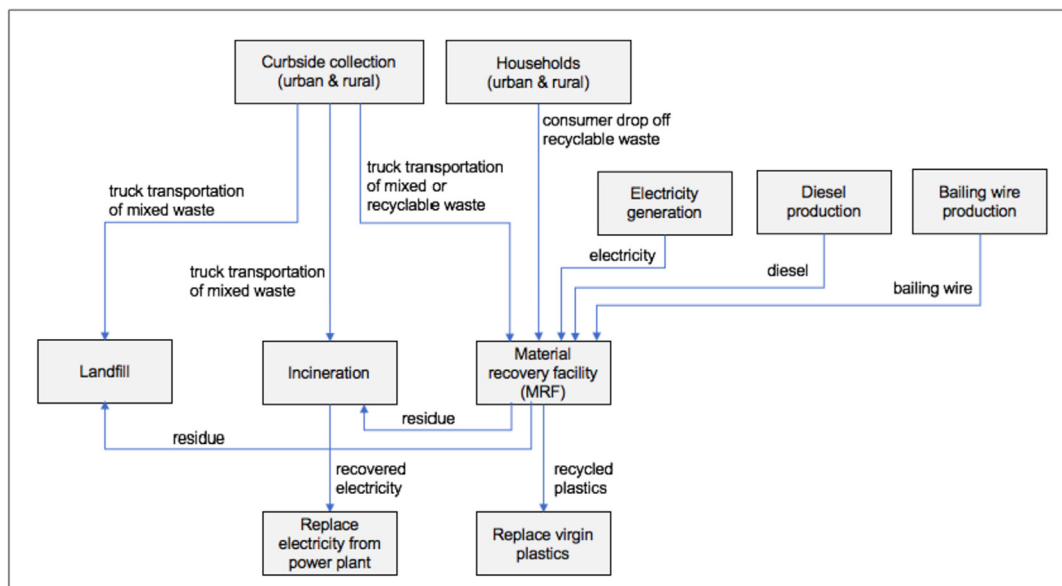 Curbside collection
(urban & rural)
Households
(urban & rural)
consumer drop off
recyclable waste
truck transportation
of mixed or
recyclable waste
truck transportation
of mixed waste
Electricity
generation
Diesel
production
Bailing wire
production
electricity
diesel
bailing wire
truck transportation
of mixed waste
Landfill
Incineration
Material
recovery facility
(MRF)
residue
residue
recovered
electricity
recycled
plastics
Replace
electricity from
power plant
Replace virgin
plastics